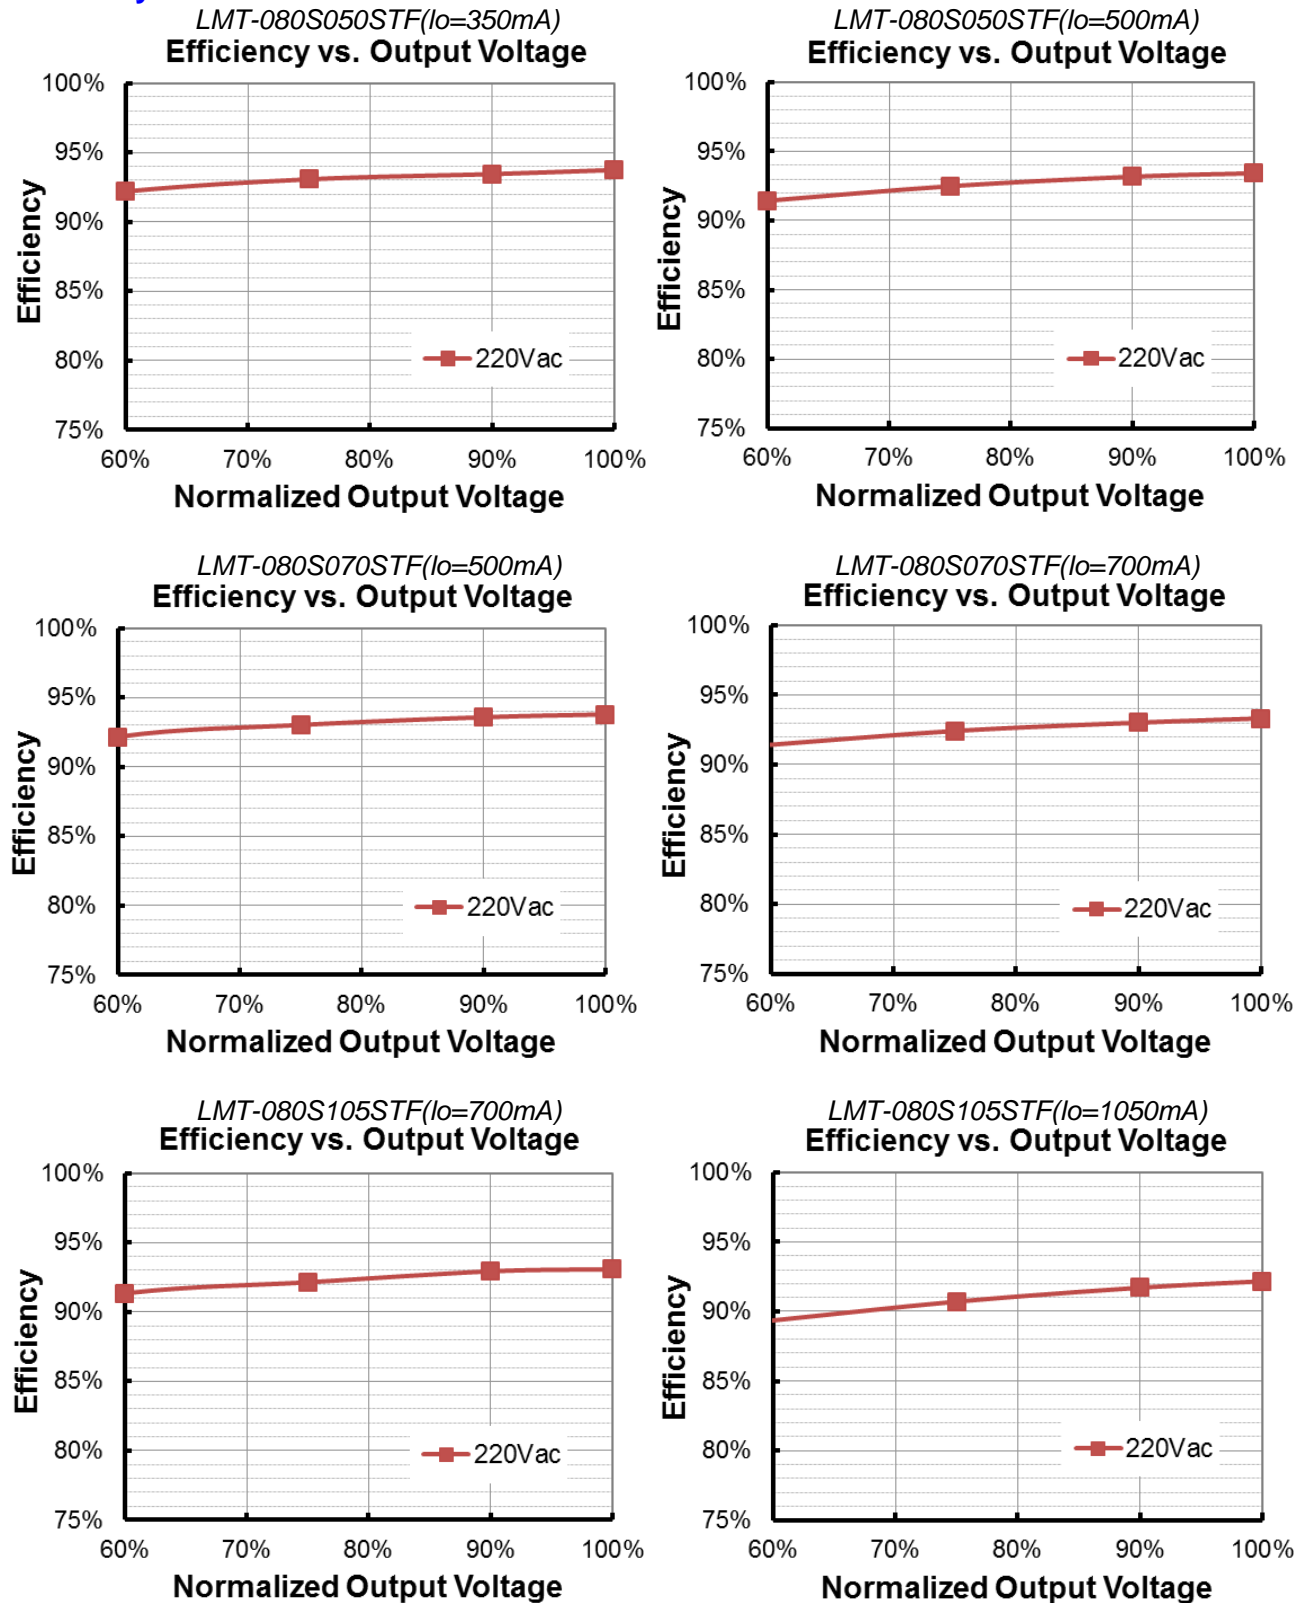 LMT-080S050STF(Io=350mA)
Efficiency vs. Output Voltage
100%
95%
90%
85%
80%
75%
Efficiency
220Vac
60% 70% 80% 90% 100%
Normalized Output Voltage
LMT-080S050STF(Io=500mA)
Efficiency vs. Output Voltage
100%
95%
90%
85%
80%
75%
Efficiency
220Vac
60% 70% 80% 90% 100%
Normalized Output Voltage
LMT-080S070STF(Io=500mA)
Efficiency vs. Output Voltage
100%
95%
90%
85%
80%
75%
Efficiency
220Vac
60% 70% 80% 90% 100%
Normalized Output Voltage
LMT-080S070STF(Io=700mA)
Efficiency vs. Output Voltage
100%
95%
90%
85%
80%
75%
Efficiency
220Vac
60% 70% 80% 90% 100%
Normalized Output Voltage
LMT-080S105STF(Io=700mA)
Efficiency vs. Output Voltage
100%
95%
90%
85%
80%
75%
Efficiency
220Vac
60% 70% 80% 90% 100%
Normalized Output Voltage
LMT-080S105STF(Io=1050mA)
Efficiency vs. Output Voltage
100%
95%
90%
85%
80%
75%
Efficiency
220Vac
60% 70% 80% 90% 100%
Normalized Output Voltage